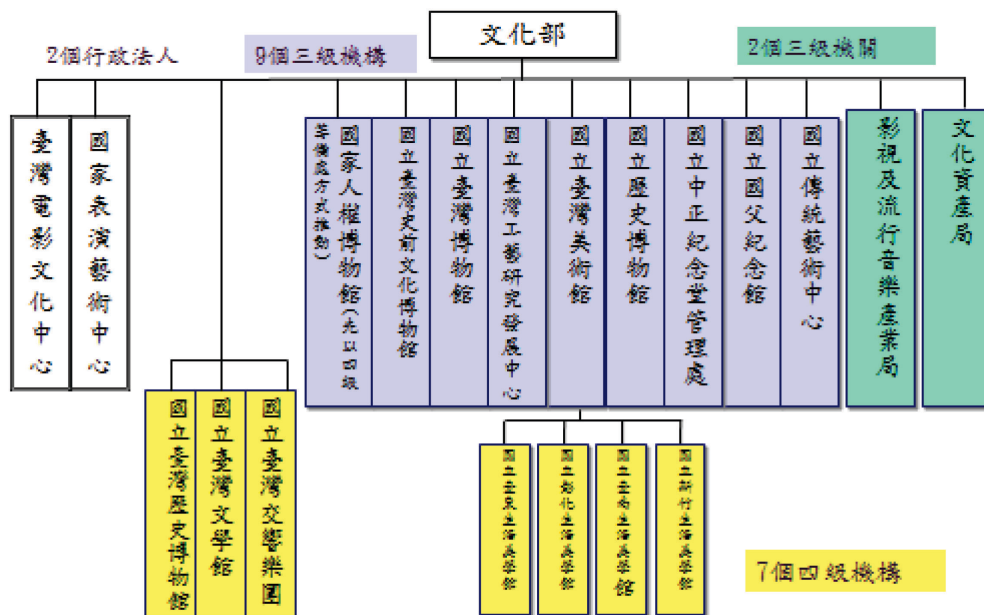 文化部
2個行政法人
9個三級機構
2個三級機關
臺灣電影文化中心
國家表演藝術中心
國家人權博物館(先以四級
籌備處方式推動)
國立臺灣史前文化博物館
國立臺灣博物館
國立臺灣工藝研究發展中心
國立臺灣美術館
國立歷史博物館
國立中正紀念堂管理處
國立國父紀念館
國立傳統藝術中心
影視及流行音樂產業局
文化資產局
國立臺灣歷史博物館
國立臺灣文學館
國立臺灣交響樂團
國立臺東生活美學館
國立彰化生活美學館
國立臺南生活美學館
國立新竹生活美學館
7個四級機構